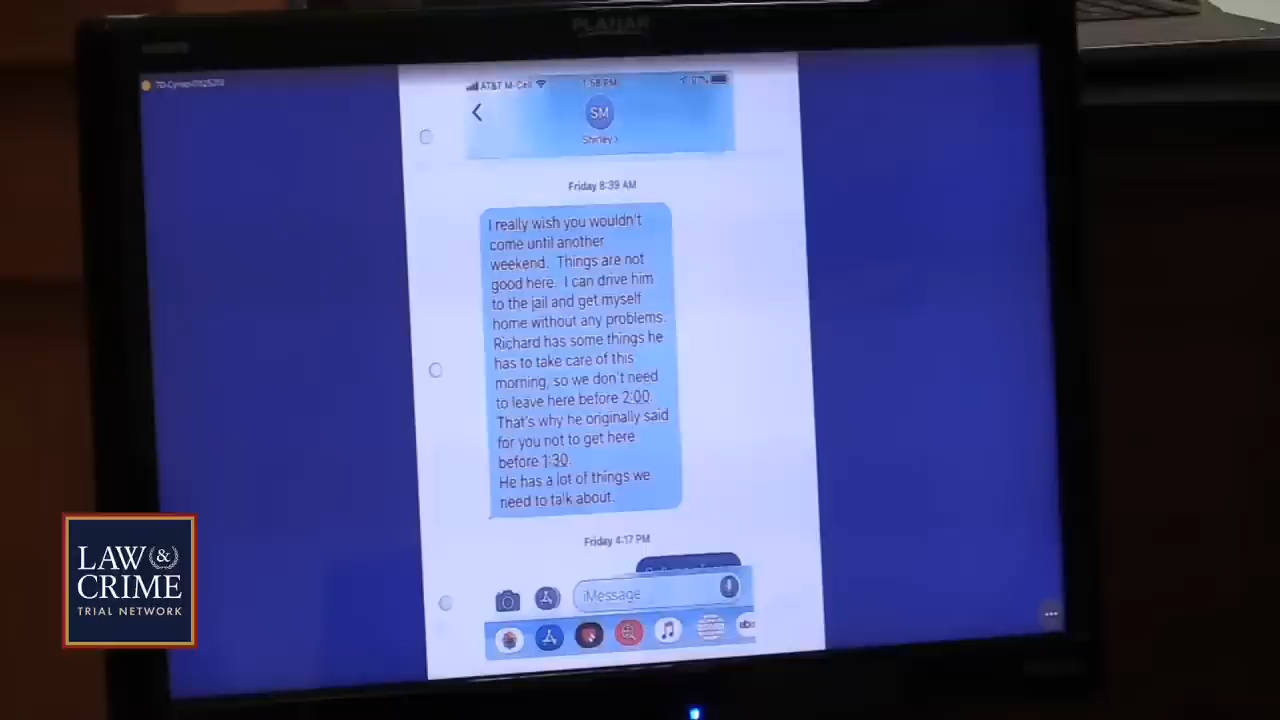 PLANAR
AT&T M-Cell
1:58 PM
97%
SM
Shirley
Friday 8:39 AM
I really wish you wouldn't
come until another
weekend. Things are not
good here. I can drive him
to the jail and get myself
home without any problems.
Richard has some things he
has to take care of this
morning, so we don't need
to leave here before 2:00.
That's why he originally said
for you not to get here
before 1:30.
He has a lot of things we
need to talk about.
Friday 4:17 PM
iMessage
LAW &
CRIME
TRIAL NETWORK